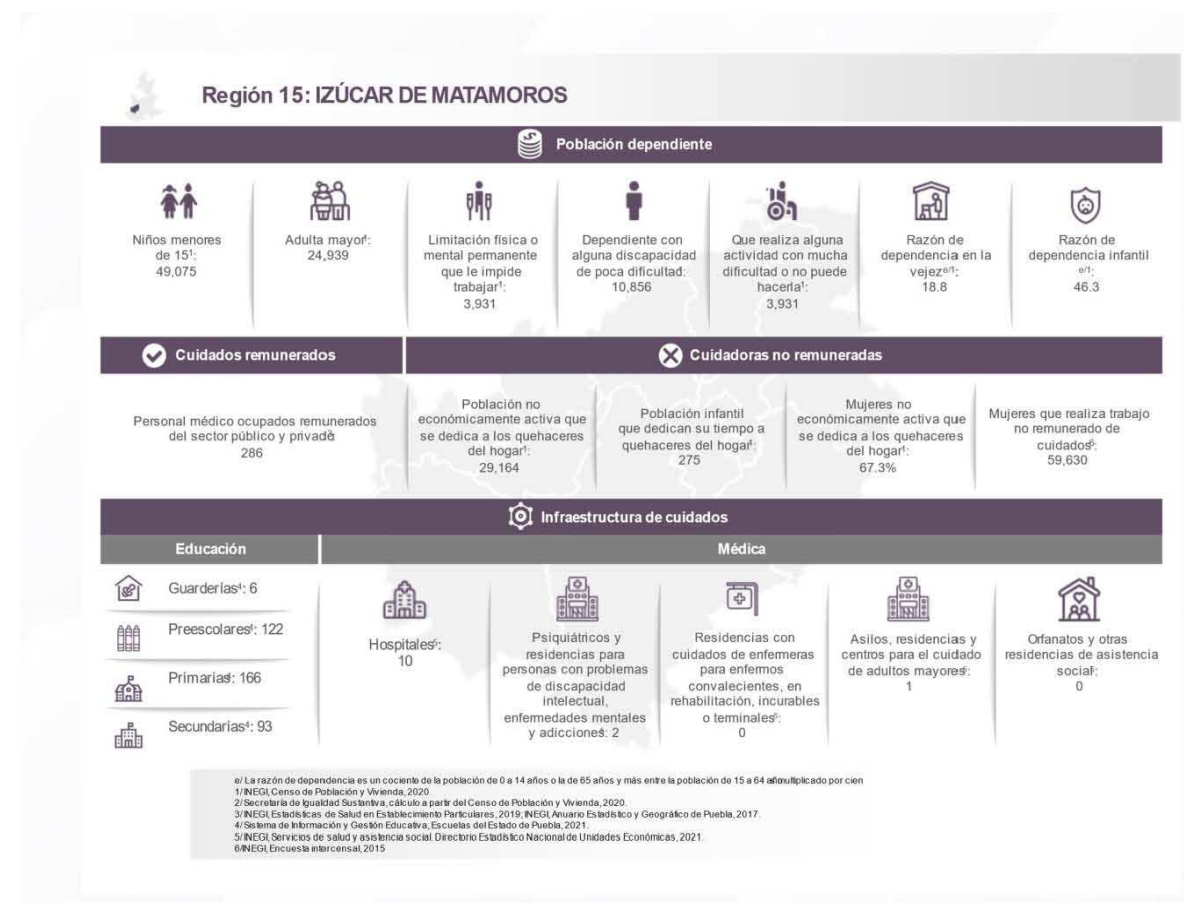 Región 15: IZÚCAR DE MATAMOROS
Población dependiente
Niños menores
de 15¹:
49,075
Adulta mayor¹:
24,939
Limitación física o
mental permanente
que le impide
trabajar¹:
3,931
Dependiente con
alguna discapacidad
de poca dificultad:
10,856
Que realiza alguna
actividad con mucha
dificultad o no puede
hacerla¹:
3,931
Razón de
dependencia en la
vejez e/1:
18.8
Razón de
dependencia infantil
e/1:
46.3
Cuidados remunerados
Cuidadoras no remuneradas
Personal médico ocupados remunerados
del sector público y privado
286
Población no
económicamente activa que
se dedica a los quehaceres
del hogar¹:
29,164
Población infantil
que dedican su tiempo a
quehaceres del hogar¹:
275
Mujeres no
económicamente activa que
se dedica a los quehaceres
del hogar¹:
67.3%
Mujeres que realiza trabajo
no remunerado de
cuidados⁶:
59,630
Infraestructura de cuidados
Educación
Médica
Guarderías⁴: 6
Preescolares⁴: 122
Primarias⁴: 166
Secundarias⁴: 93
Hospitales⁵:
10
Psiquiátricos y
residencias para
personas con problemas
de discapacidad
intelectual,
enfermedades mentales
y adicciones⁵: 2
Residencias con
cuidados de enfermeras
para enfermos
convalecientes, en
rehabilitación, incurables
o terminales⁵:
0
Asilos, residencias y
centros para el cuidado
de adultos mayores⁵:
1
Orfanatos y otras
residencias de asistencia
social⁵:
0
e/ La razón de dependencia es un cociente de la población de 0 a 14 años o la de 65 años y más entre la población de 15 a 64 años multiplicado por cien
1/ INEGI, Censo de Población y Vivienda, 2020.
2/ Secretaría de Igualdad Sustantiva, cálculo a partir del Censo de Población y Vivienda, 2020.
3/ INEGI, Estadísticas de Salud en Establecimiento Particulares, 2019; INEGI, Anuario Estadístico y Geográfico de Puebla, 2017.
4/ Sistema de Información y Gestión Educativa, Escuelas del Estado de Puebla, 2021.
5/ INEGI, Servicios de salud y asistencia social. Directorio Estadístico Nacional de Unidades Económicas, 2021.
6/INEGI, Encuesta intercensal, 2015